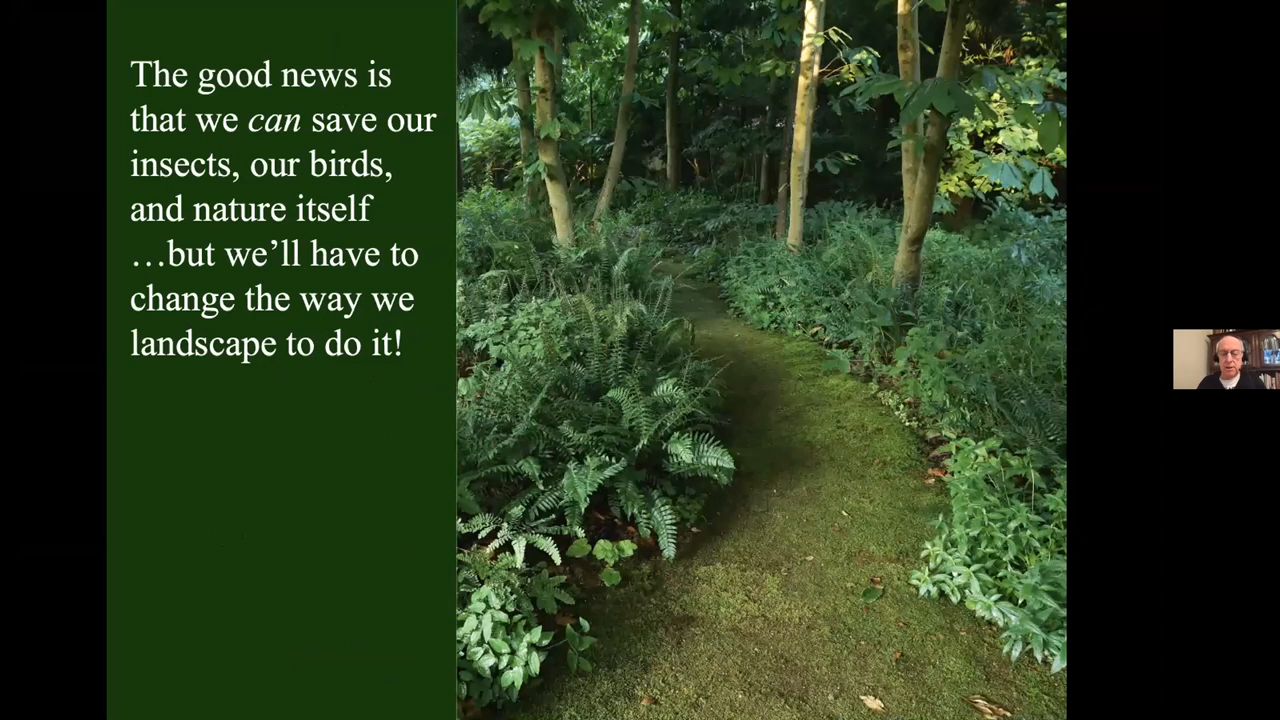 The good news is
that we can save our
insects, our birds,
and nature itself
…but we’ll have to
change the way we
landscape to do it!